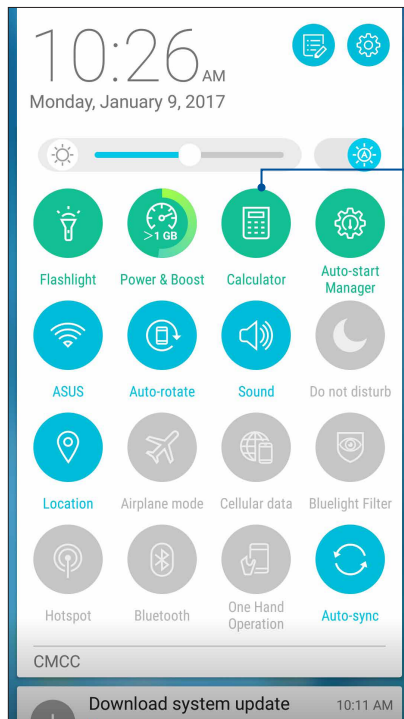 10:26 AM
Monday, January 9, 2017
A
>1 GB
Flashlight Power & Boost Calculator Auto-start Manager
ASUS Auto-rotate Sound Do not disturb
Location Airplane mode Cellular data Bluelight Filter
Hotspot Bluetooth One Hand Operation Auto-sync
CMCC
Download system update 10:11 AM